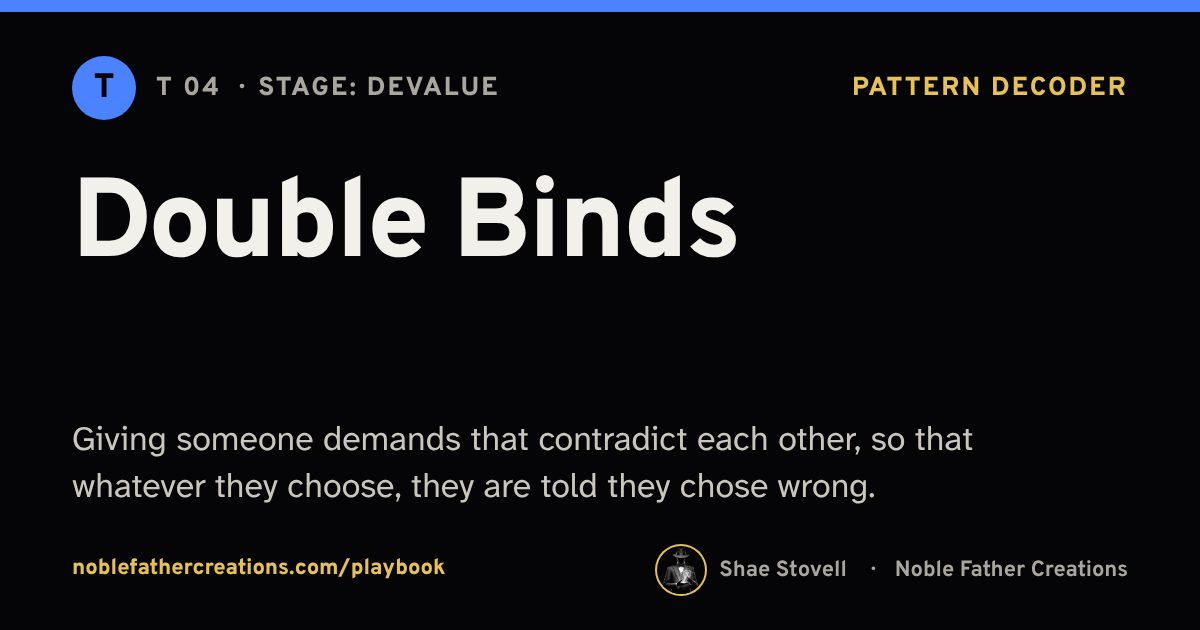 T
T 04 · STAGE: DEVALUE
PATTERN DECODER
Double Binds
Giving someone demands that contradict each other, so that
whatever they choose, they are told they chose wrong.
noblefathercreations.com/playbook
Shae Stovell · Noble Father Creations